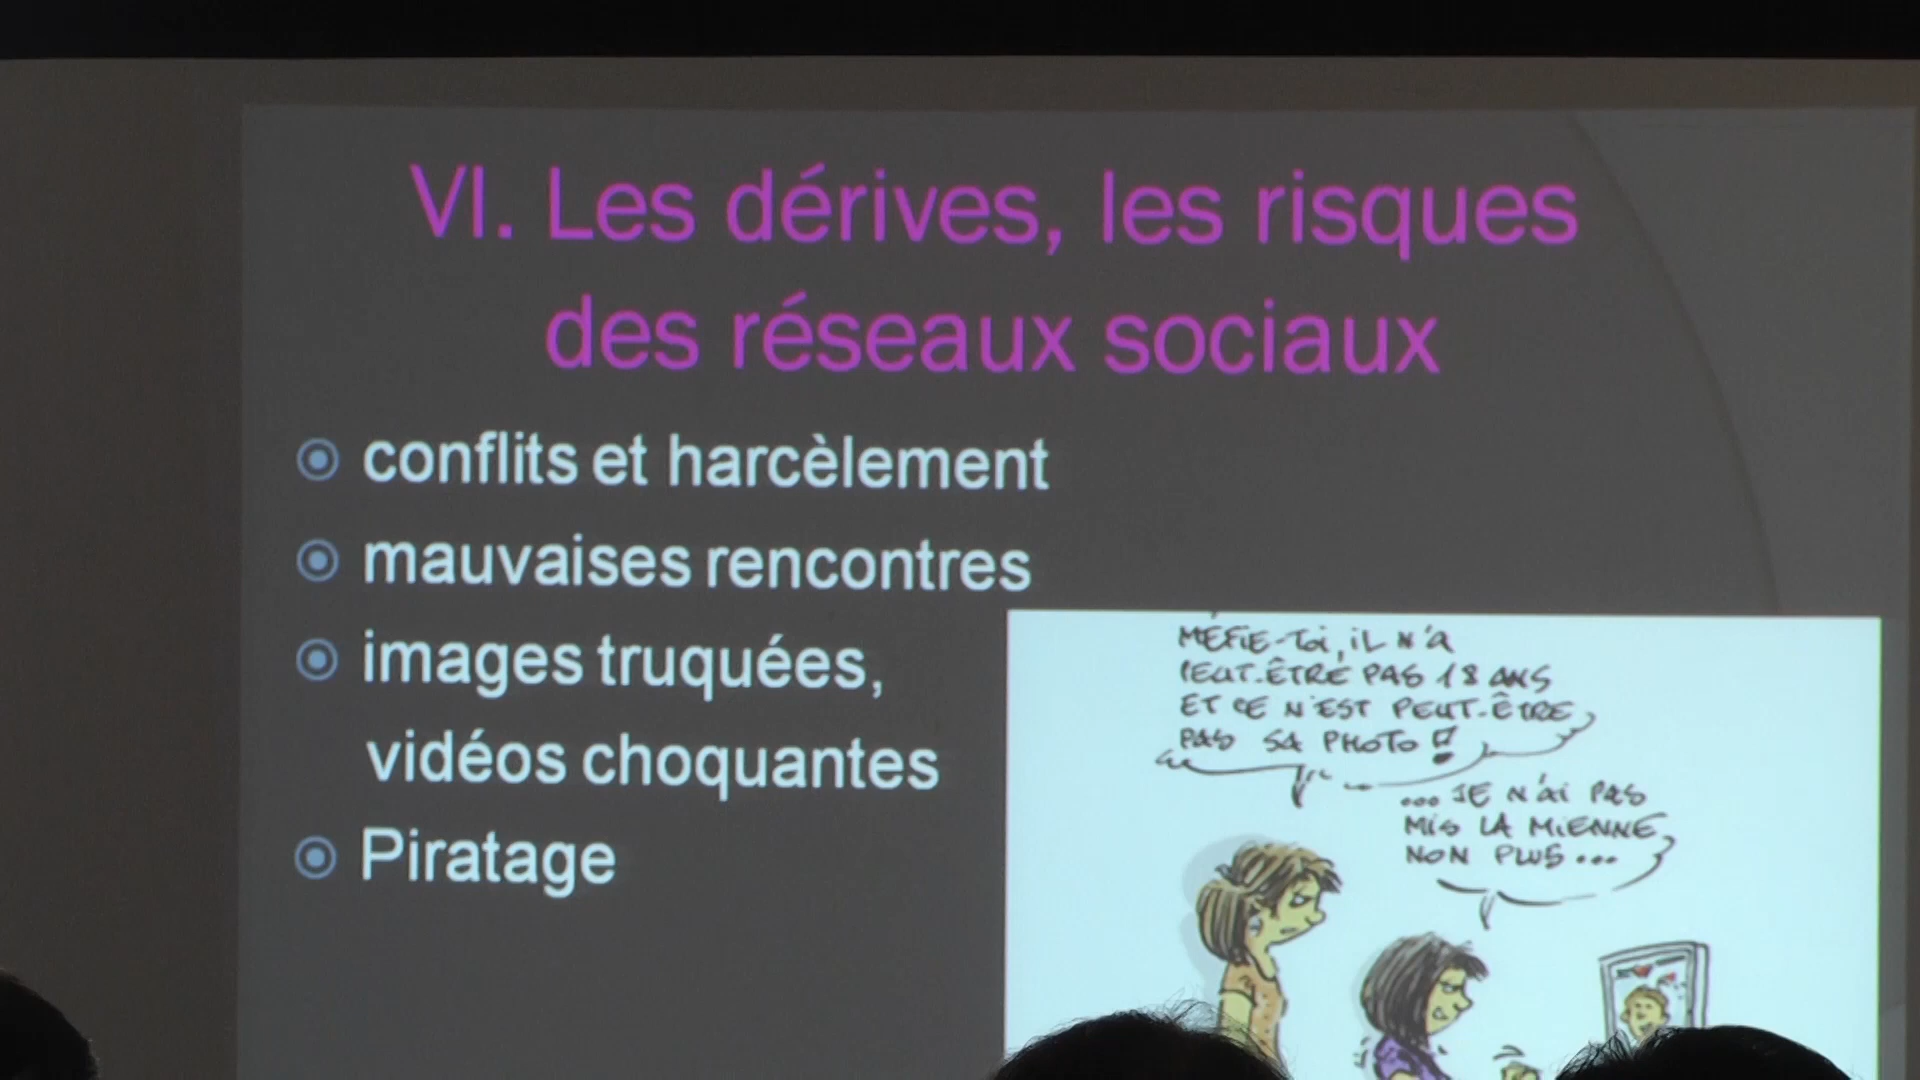 VI. Les dérives, les risques
des réseaux sociaux
conflits et harcèlement
mauvaises rencontres
images truquées,
vidéos choquantes
Piratage
MÉFIE-TOi, iL N'A
PEUT-ÊTRE PAS 18 ANS
ET CE N'EST PEUT-ÊTRE
PAS SA PHOTO !
... JE N'Ai PAS
MiS LA MiENNE
NON PLUS...